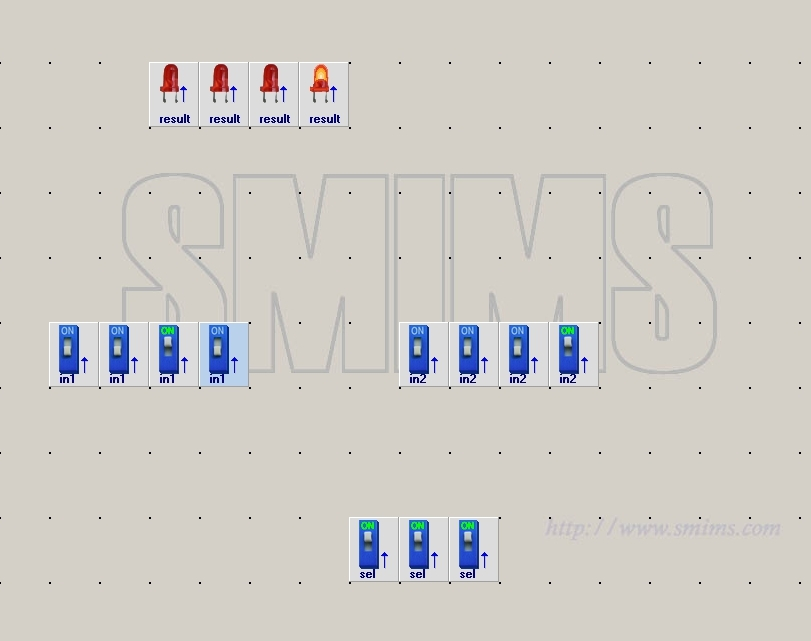 result result result result
SMIMS
ON ON ON ON ON ON ON ON
in1 in1 in1 in1 in2 in2 in2 in2
ON ON ON
http://www.smims.com
sel sel sel